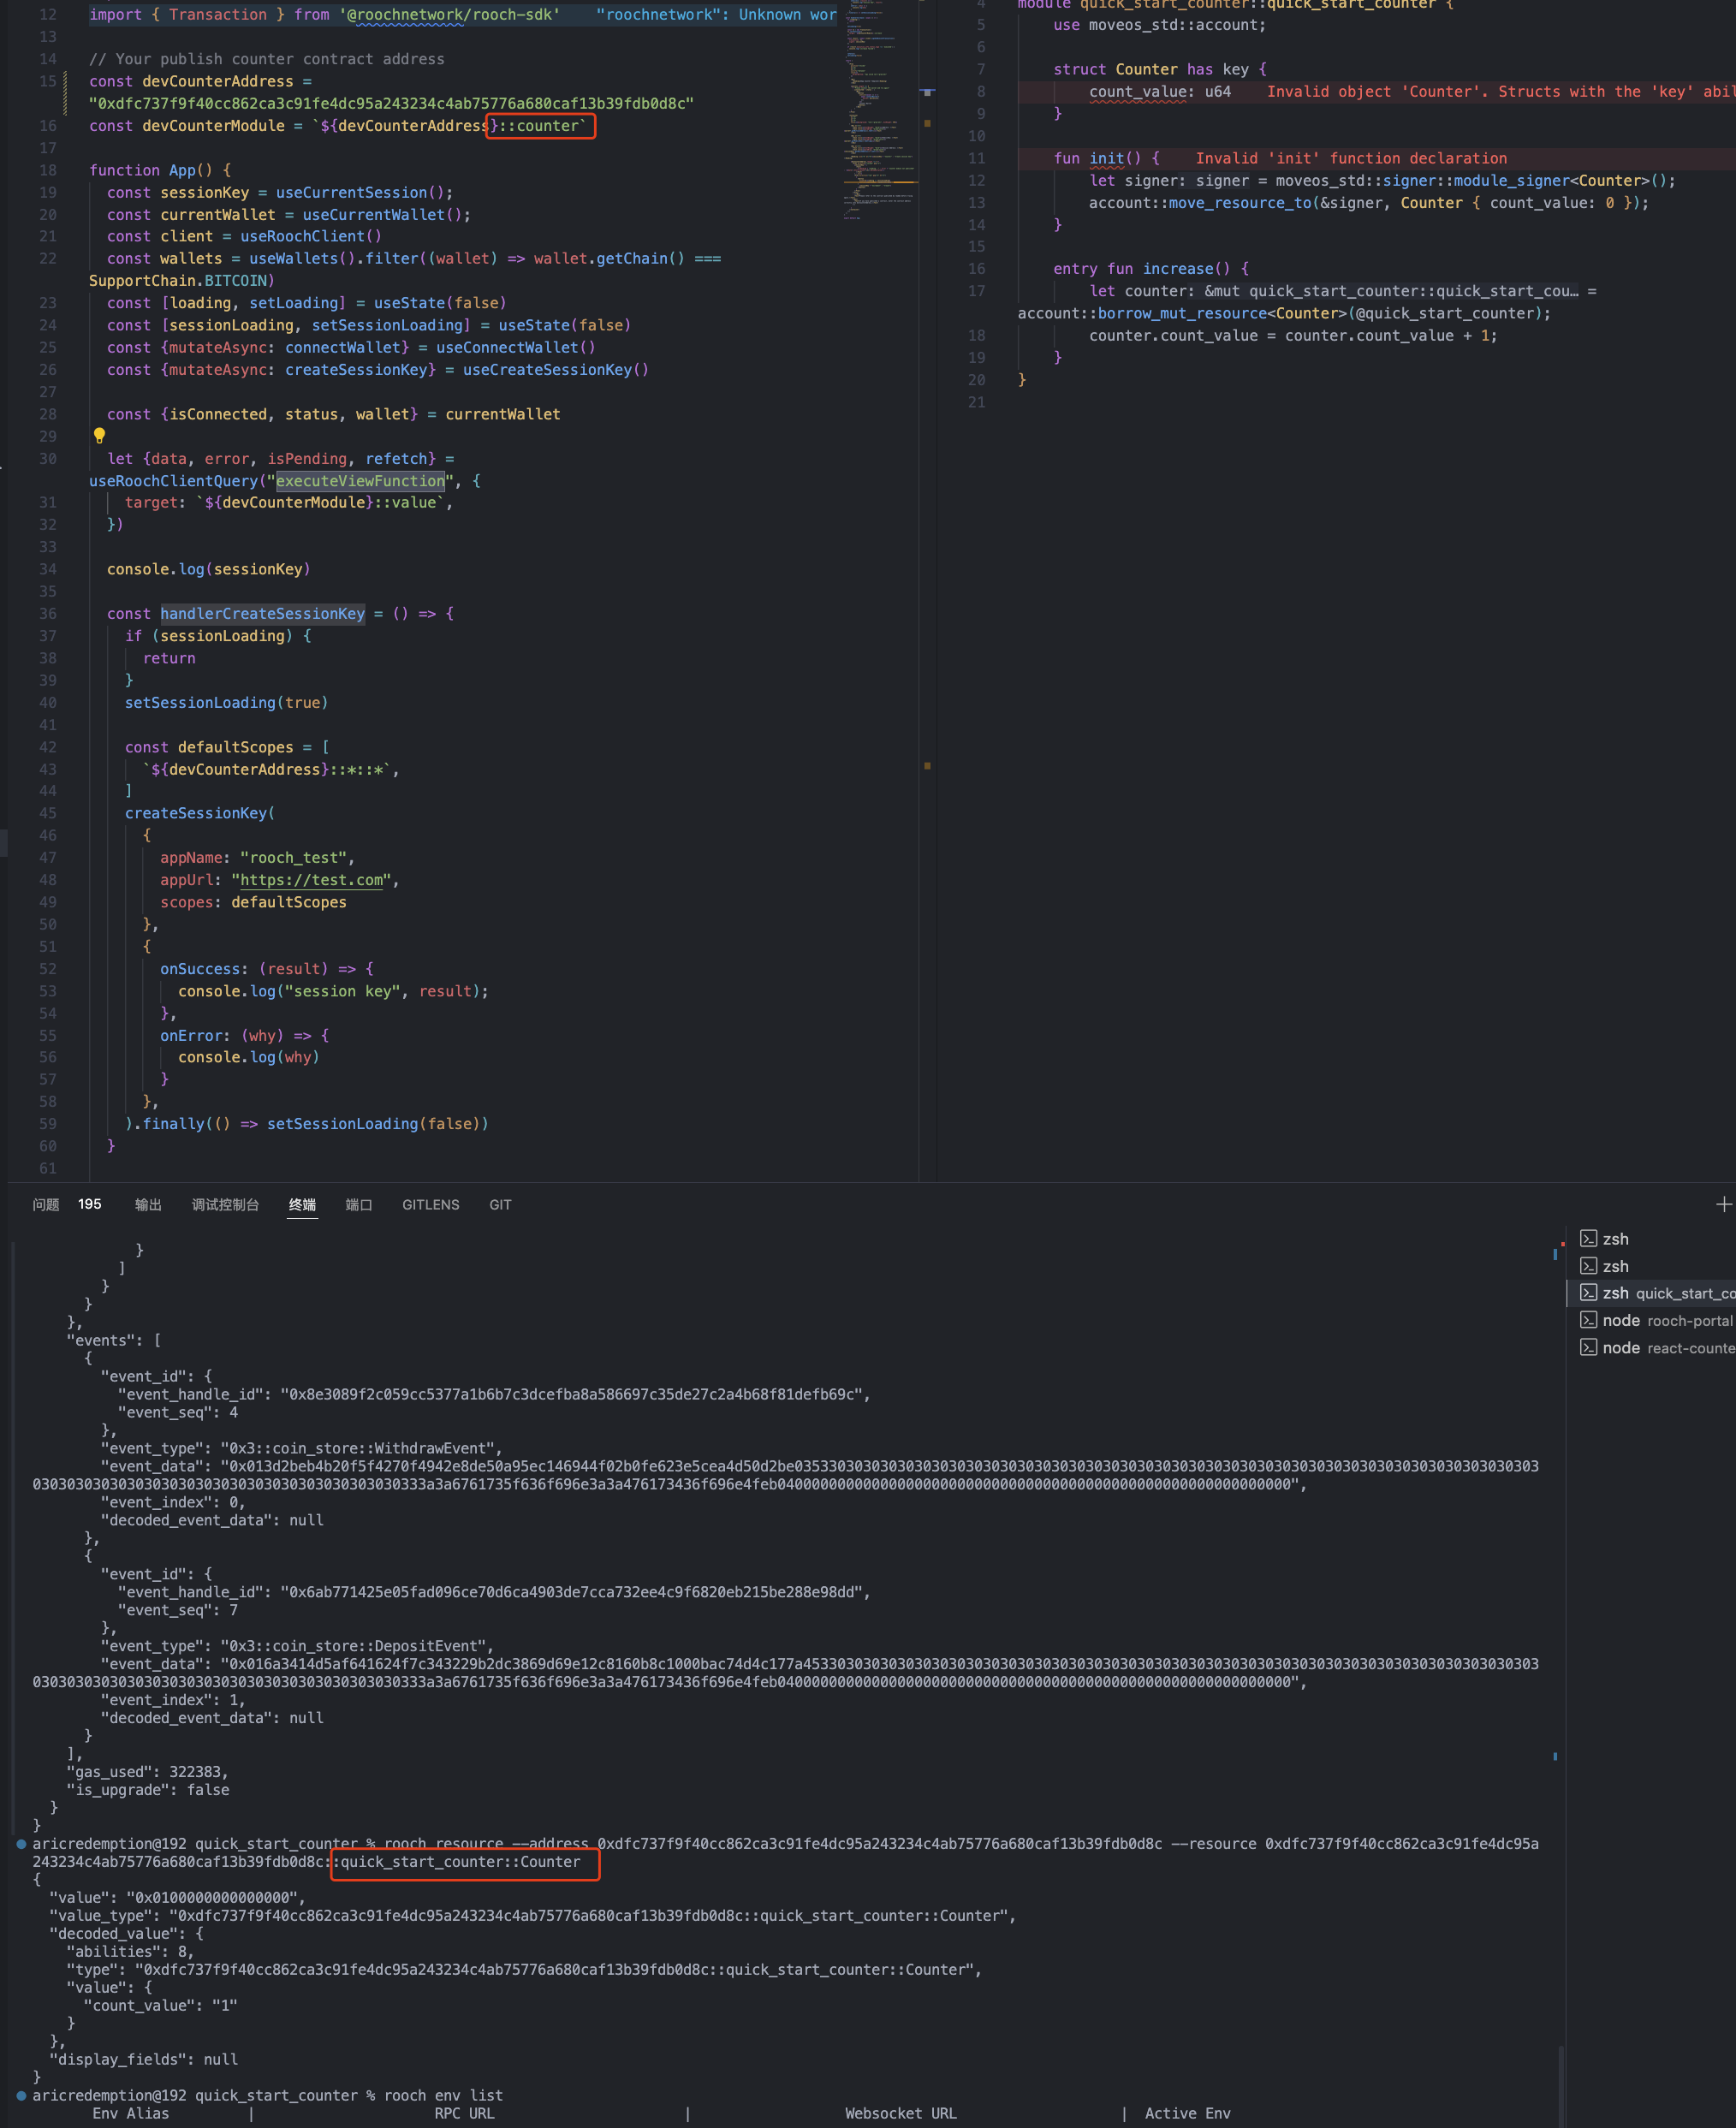 12 import { Transaction } from '@roochnetwork/rooch-sdk' "roochnetwork": Unknown wor
13
14 // Your publish counter contract address
15 const devCounterAddress =
"0xdfc737f9f40cc862ca3c91fe4dc95a243234c4ab75776a680caf13b39fdb0d8c"
16 const devCounterModule = `${devCounterAddress}::counter`
17
18 function App() {
19 const sessionKey = useCurrentSession();
20 const currentWallet = useCurrentWallet();
21 const client = useRoochClient()
22 const wallets = useWallets().filter((wallet) => wallet.getChain() ===
SupportChain.BITCOIN)
23 const [loading, setLoading] = useState(false)
24 const [sessionLoading, setSessionLoading] = useState(false)
25 const {mutateAsync: connectWallet} = useConnectWallet()
26 const {mutateAsync: createSessionKey} = useCreateSessionKey()
27
28 const {isConnected, status, wallet} = currentWallet
29
30 let {data, error, isPending, refetch} =
useRoochClientQuery("executeViewFunction", {
31 target: `${devCounterModule}::value`,
32 })
33
34 console.log(sessionKey)
35
36 const handlerCreateSessionKey = () => {
37 if (sessionLoading) {
38 return
39 }
40 setSessionLoading(true)
41
42 const defaultScopes = [
43 `${devCounterAddress}::*::*`,
44 ]
45 createSessionKey(
46 {
47 appName: "rooch_test",
48 appUrl: "https://test.com",
49 scopes: defaultScopes
50 },
51 {
52 onSuccess: (result) => {
53 console.log("session key", result);
54 },
55 onError: (why) => {
56 console.log(why)
57 }
58 },
59 ).finally(() => setSessionLoading(false))
60 }
61
4 module quick_start_counter::quick_start_counter {
5 use moveos_std::account;
6
7 struct Counter has key {
8 count_value: u64 Invalid object 'Counter'. Structs with the 'key' abil
9 }
10
11 fun init() { Invalid 'init' function declaration
12 let signer: signer = moveos_std::signer::module_signer<Counter>();
13 account::move_resource_to(&signer, Counter { count_value: 0 });
14 }
15
16 entry fun increase() {
17 let counter: &mut quick_start_counter::quick_start_cou… =
account::borrow_mut_resource<Counter>(@quick_start_counter);
18 counter.count_value = counter.count_value + 1;
19 }
20 }
21
问题 195 输出 调试控制台 终端 端口 GITLENS GIT
}
]
}
}
},
"events": [
{
"event_id": {
"event_handle_id": "0x8e3089f2c059cc5377a1b6b7c3dcefba8a586697c35de27c2a4b68f81defb69c",
"event_seq": 4
},
"event_type": "0x3::coin_store::WithdrawEvent",
"event_index": 0,
"decoded_event_data": null
},
{
"event_id": {
"event_handle_id": "0x6ab771425e05fad096ce70d6ca4903de7cca732ee4c9f6820eb215be288e98dd",
"event_seq": 7
},
"event_type": "0x3::coin_store::DepositEvent",
"event_index": 1,
"decoded_event_data": null
}
],
"gas_used": 322383,
"is_upgrade": false
}
}
aricredemption@192 quick_start_counter % rooch resource --address 0xdfc737f9f40cc862ca3c91fe4dc95a243234c4ab75776a680caf13b39fdb0d8c --resource 0xdfc737f9f40cc862ca3c91fe4dc95a
243234c4ab75776a680caf13b39fdb0d8c::quick_start_counter::Counter
{
"value": "0x0100000000000000",
"value_type": "0xdfc737f9f40cc862ca3c91fe4dc95a243234c4ab75776a680caf13b39fdb0d8c::quick_start_counter::Counter",
"decoded_value": {
"abilities": 8,
"type": "0xdfc737f9f40cc862ca3c91fe4dc95a243234c4ab75776a680caf13b39fdb0d8c::quick_start_counter::Counter",
"value": {
"count_value": "1"
}
},
"display_fields": null
}
aricredemption@192 quick_start_counter % rooch env list
Env Alias | RPC URL | Websocket URL | Active Env
zsh
zsh
zsh quick_start_co
node rooch-portal
node react-counte